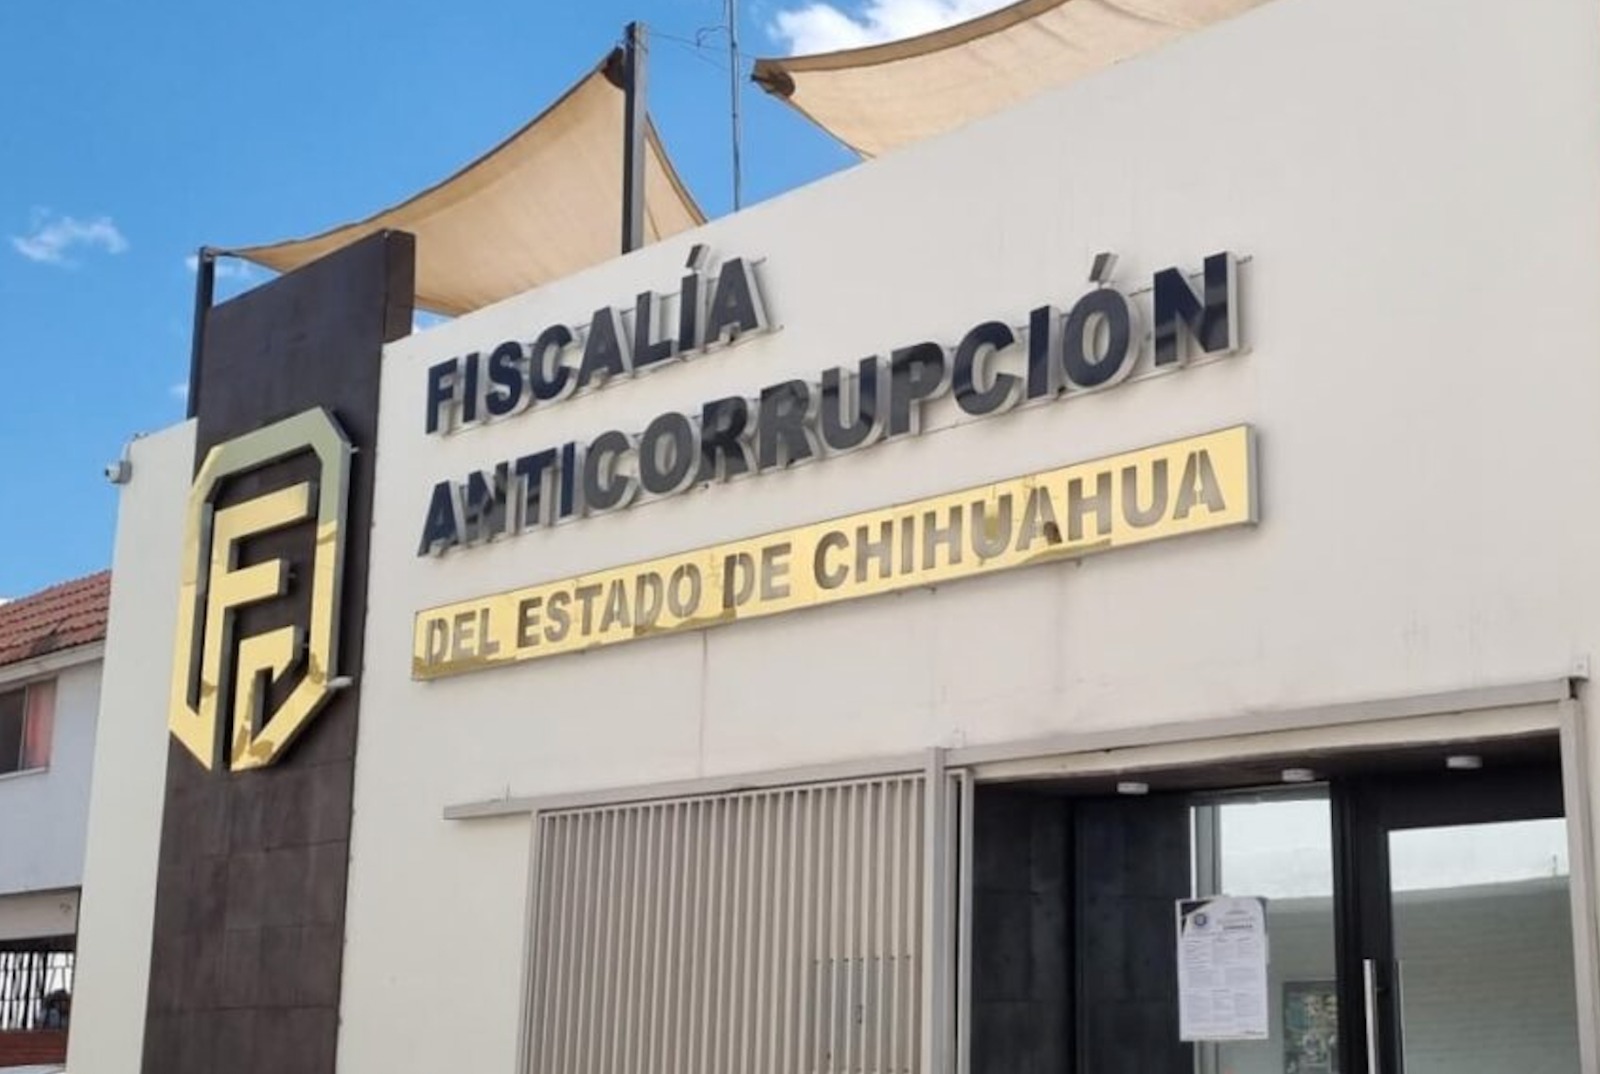 FISCALÍA
ANTICORRUPCIÓN
DEL ESTADO DE CHIHUAHUA